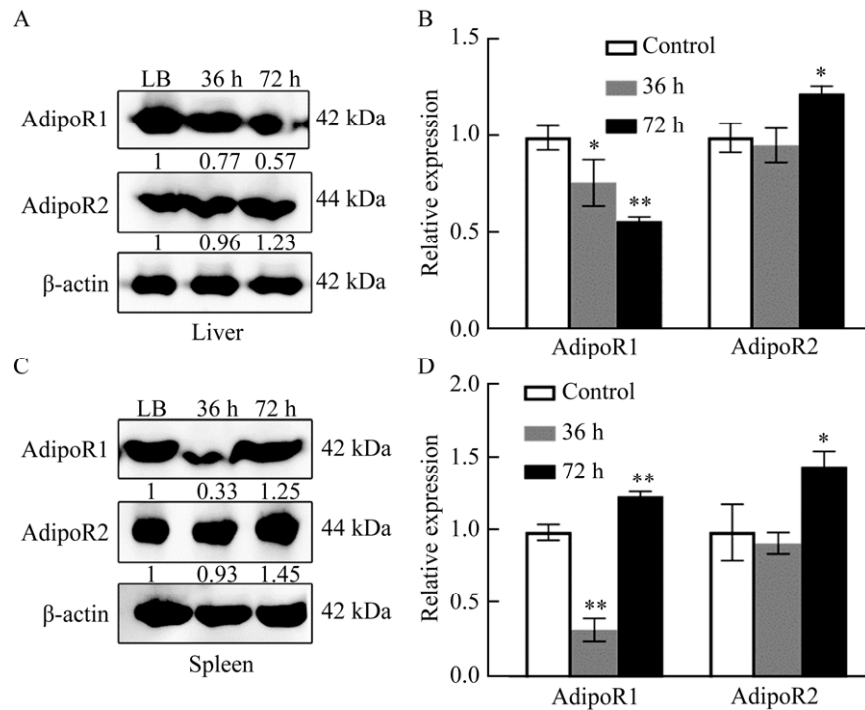 A
LB 36 h 72 h
AdipoR1 42 kDa
1 0.77 0.57
AdipoR2 44 kDa
1 0.96 1.23
β-actin 42 kDa
Liver
B
Relative expression
1.5
1.0
0.5
0.0
Control
36 h
72 h
*
**
*
AdipoR1 AdipoR2
C
LB 36 h 72 h
AdipoR1 42 kDa
1 0.33 1.25
AdipoR2 44 kDa
1 0.93 1.45
β-actin 42 kDa
Spleen
D
Relative expression
2.0
1.5
1.0
0.5
0.0
Control
36 h
72 h
**
**
*
AdipoR1 AdipoR2